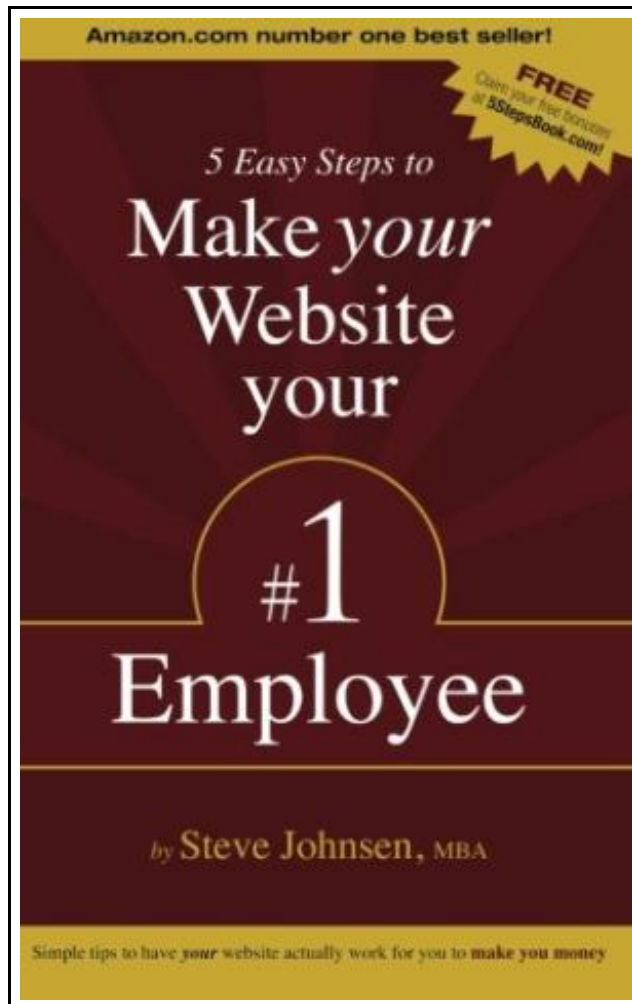 Amazon.com number one best seller!
FREE
Claim your free bonuses
at 5StepsBook.com!
5 Easy Steps to
Make your
Website
your
#1
Employee
by Steve Johnsen, MBA
Simple tips to have your website actually work for you to make you money